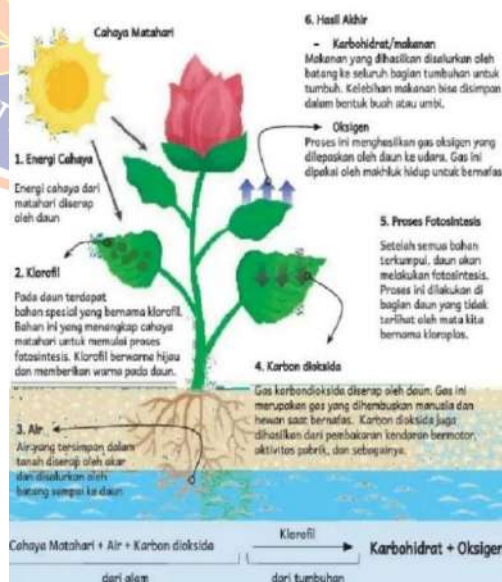 Cahaya Matahari
1. Energi Cahaya
Energi cahaya dari
matahari diserap
oleh daun
2. Klorofil
Pada daun terdapat
bahan spesial yang bernama klorofil.
Bahan ini yang menangkap cahaya
matahari untuk memulai proses
fotosintesis. Klorofil berwarna hijau
dan memberikan warna pada daun.
3. Air
Air yang tersimpan dalam
tanah diserap oleh akar
dan disalurkan oleh
batang sampai ke daun
4. Karbon dioksida
Gas karbondioksida diserap oleh daun. Gas ini
merupakan gas yang dihembuskan manusia dan
hewan saat bernafas. Karbon dioksida juga
dihasilkan dari pembakaran kendaran bermotor,
aktivitas pabrik, dan sebagainya.
5. Proses Fotosintesis
Setelah semua bahan
terkumpul, daun akan
melakukan fotosintesis.
Proses ini dilakukan di
bagian daun yang tidak
terlihat oleh mata kita
bernama kloroplas.
6. Hasil Akhir
- Karbohidrat/makanan
Makanan yang dihasilkan disalurkan oleh
batang ke seluruh bagian tumbuhan untuk
tumbuh. Kelebihan makanan bisa disimpan
dalam bentuk buah atau umbi.
Oksigen
Proses ini menghasilkan gas oksigen yang
dilepaskan oleh daun ke udara. Gas ini
dipakai oleh makhluk hidup untuk bernafas
Cahaya Matahari + Air + Karbon dioksida
Klorofil
Karbohidrat + Oksigen
dari alam
dari tumbuhan